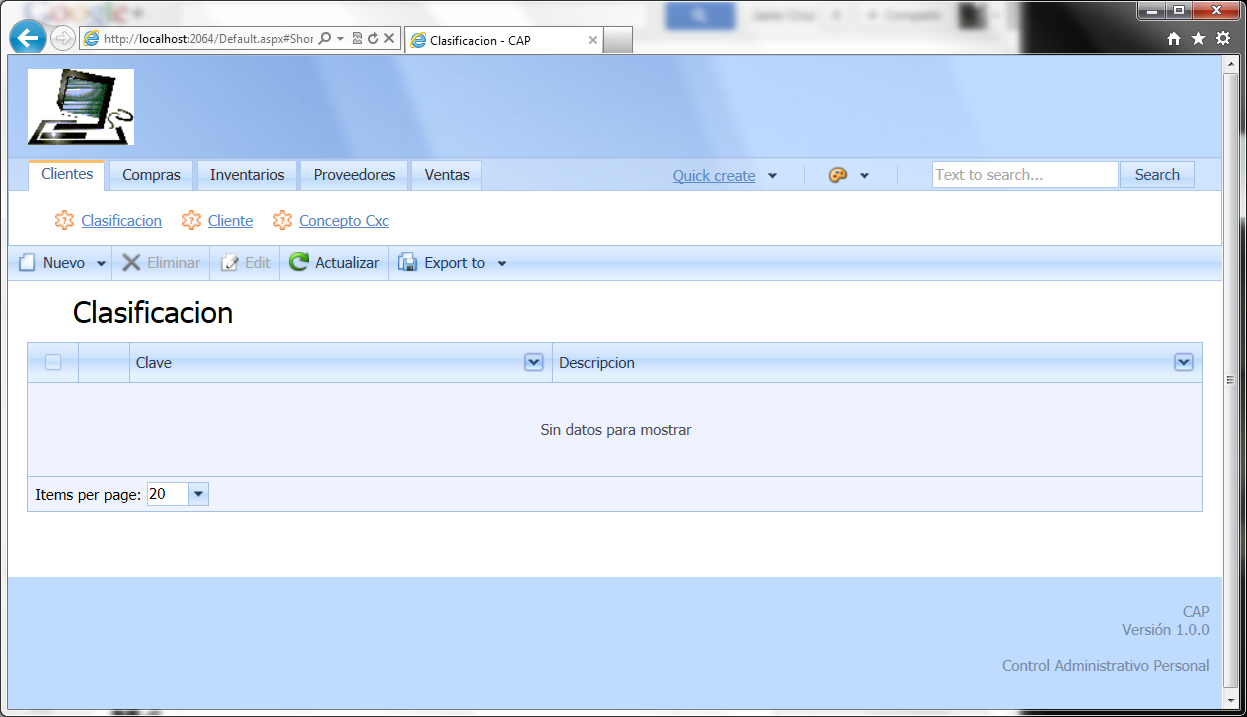 Google+
http://localhost:2064/Default.aspx#Shor
Clasificacion - CAP
Clientes
Compras
Inventarios
Proveedores
Ventas
Quick create
Text to search...
Search
Clasificacion
Cliente
Concepto Cxc
Nuevo
Eliminar
Edit
Actualizar
Export to
Clasificacion
Clave
Descripcion
Sin datos para mostrar
Items per page: 20
CAP
Versión 1.0.0
Control Administrativo Personal